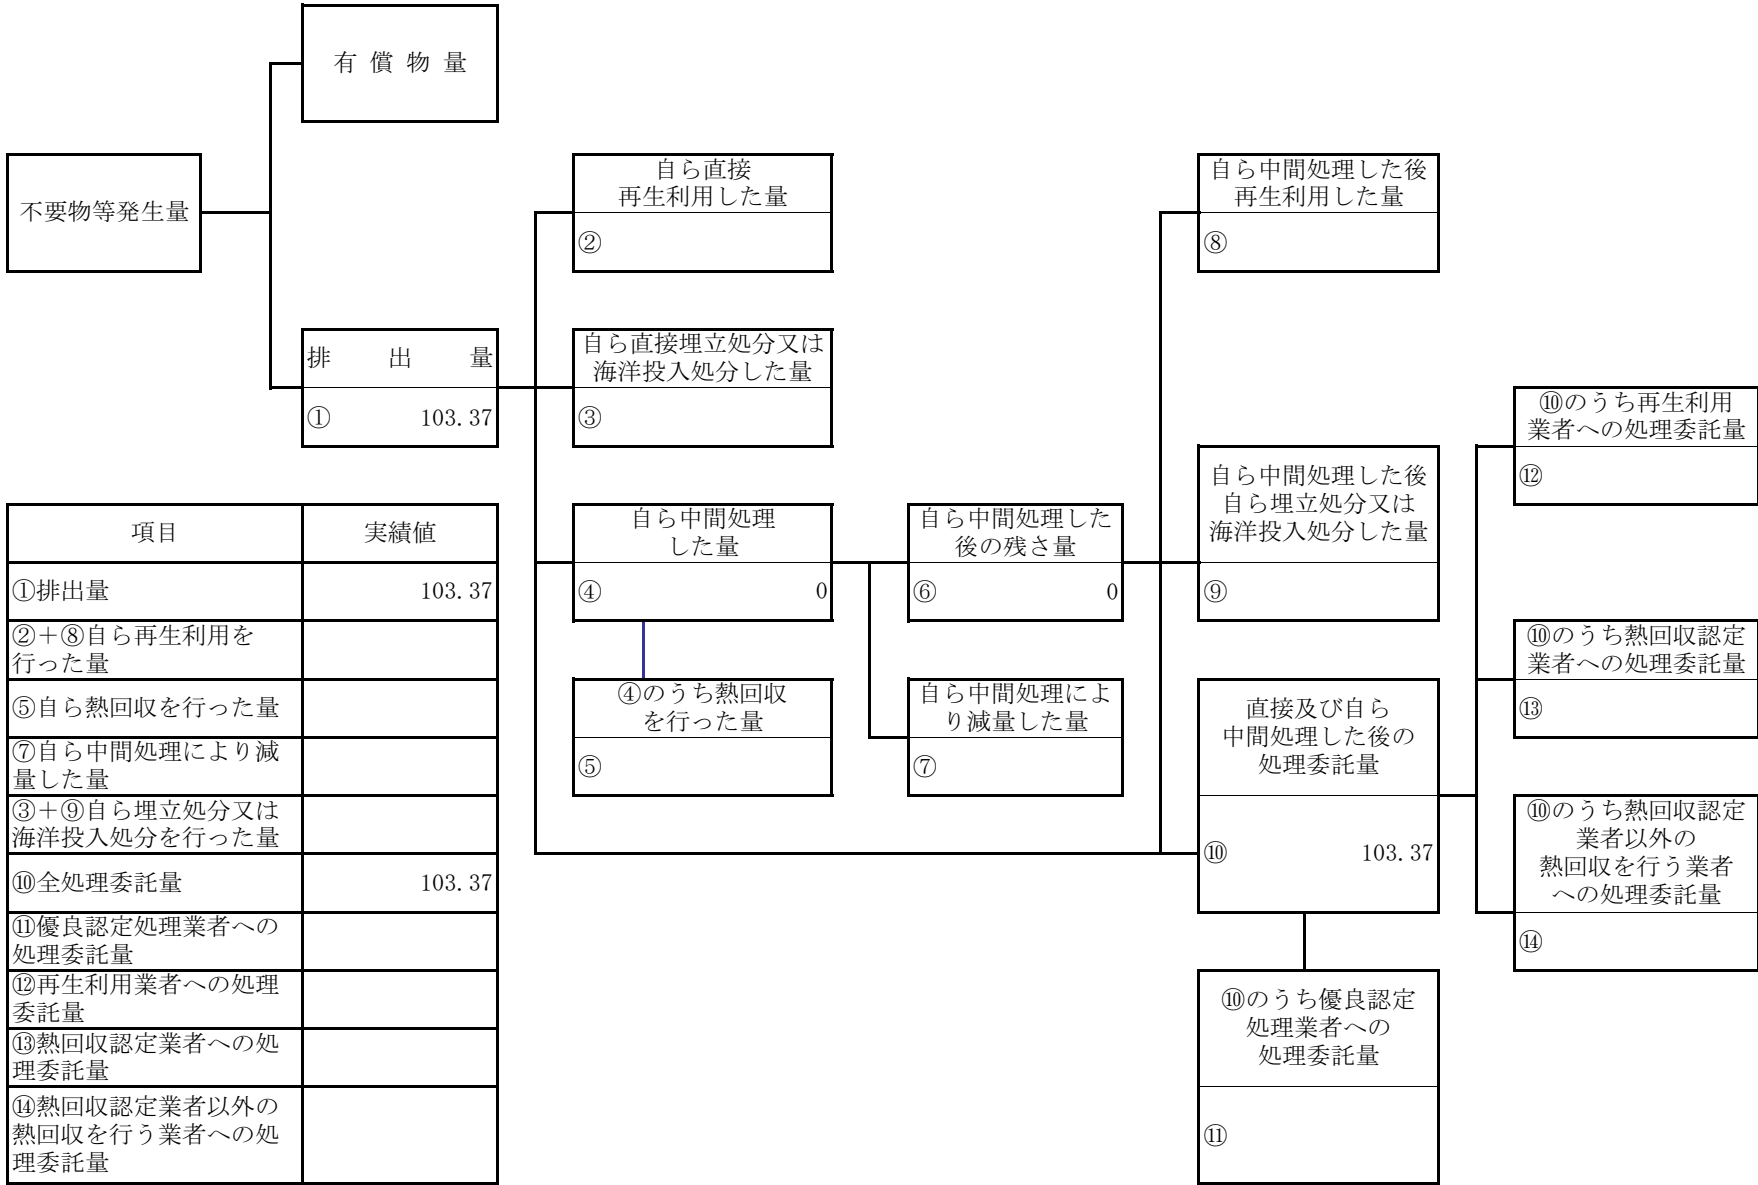 有償物量
不要物等発生量
自ら直接
再生利用した量
②
自ら中間処理した後
再生利用した量
⑧
排出量
① 103.37
自ら直接埋立処分又は
海洋投入処分した量
③
⑩のうち再生利用
業者への処理委託量
⑫
自ら中間処理
した量
④ 0
自ら中間処理した
後の残さ量
⑥ 0
自ら中間処理した後
自ら埋立処分又は
海洋投入処分した量
⑨
⑩のうち熱回収認定
業者への処理委託量
⑬
④のうち熱回収
を行った量
⑤
自ら中間処理によ
り減量した量
⑦
直接及び自ら
中間処理した後の
処理委託量
⑩ 103.37
⑩のうち熱回収認定
業者以外の
熱回収を行う業者
への処理委託量
⑭
⑩のうち優良認定
処理業者への
処理委託量
⑪
項目 実績値
①排出量 103.37
②＋⑧自ら再生利用を
行った量
⑤自ら熱回収を行った量
⑦自ら中間処理により減
量した量
③＋⑨自ら埋立処分又は
海洋投入処分を行った量
⑩全処理委託量 103.37
⑪優良認定処理業者への
処理委託量
⑫再生利用業者への処理
委託量
⑬熱回収認定業者への処
理委託量
⑭熱回収認定業者以外の
熱回収を行う業者への処
理委託量